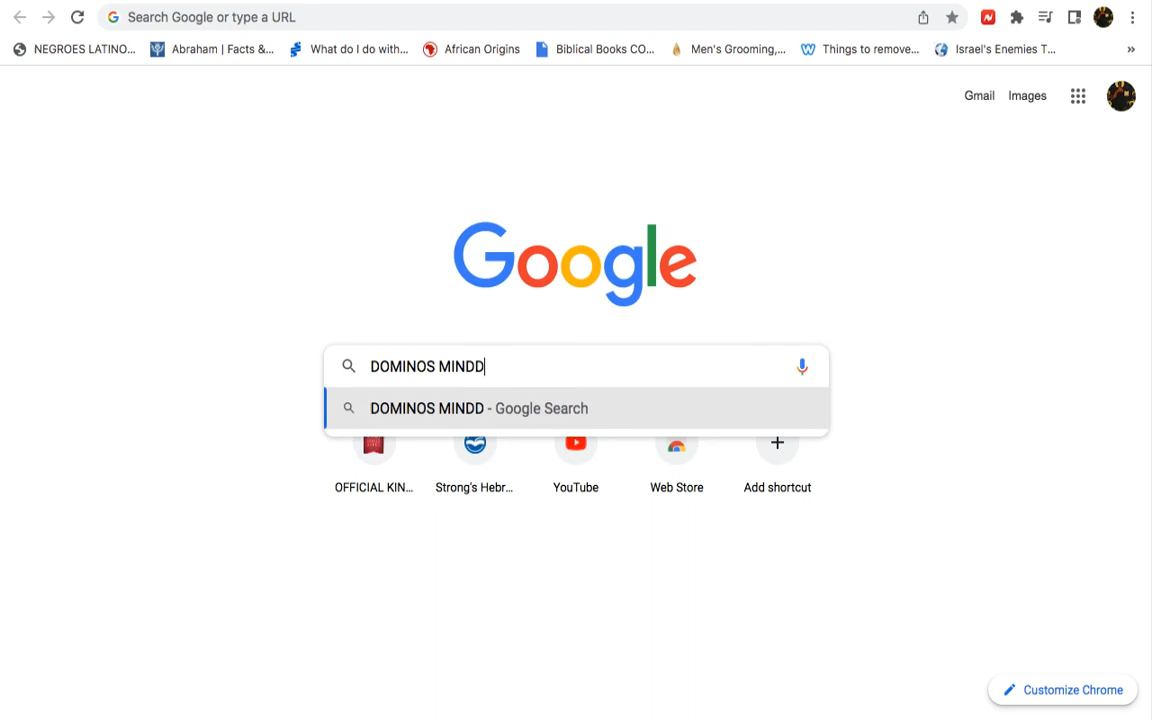 Search Google or type a URL
NEGROES LATINO... Abraham | Facts &... What do I do with... African Origins Biblical Books CO... Men's Grooming,... Things to remove... Israel's Enemies T... »
Gmail Images
Google
DOMINOS MINDD
DOMINOS MINDD - Google Search
OFFICIAL KIN... Strong's Hebr... YouTube Web Store Add shortcut
Customize Chrome